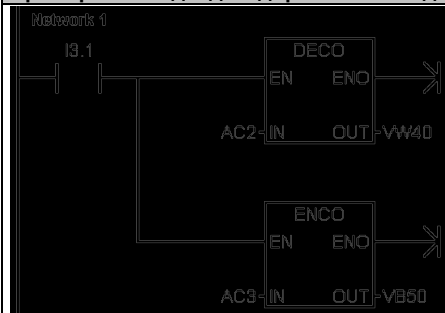 Network 1
I3.1
DECO
EN ENO
AC2 IN OUT VW40
ENCO
EN ENO
AC3 IN OUT VB50